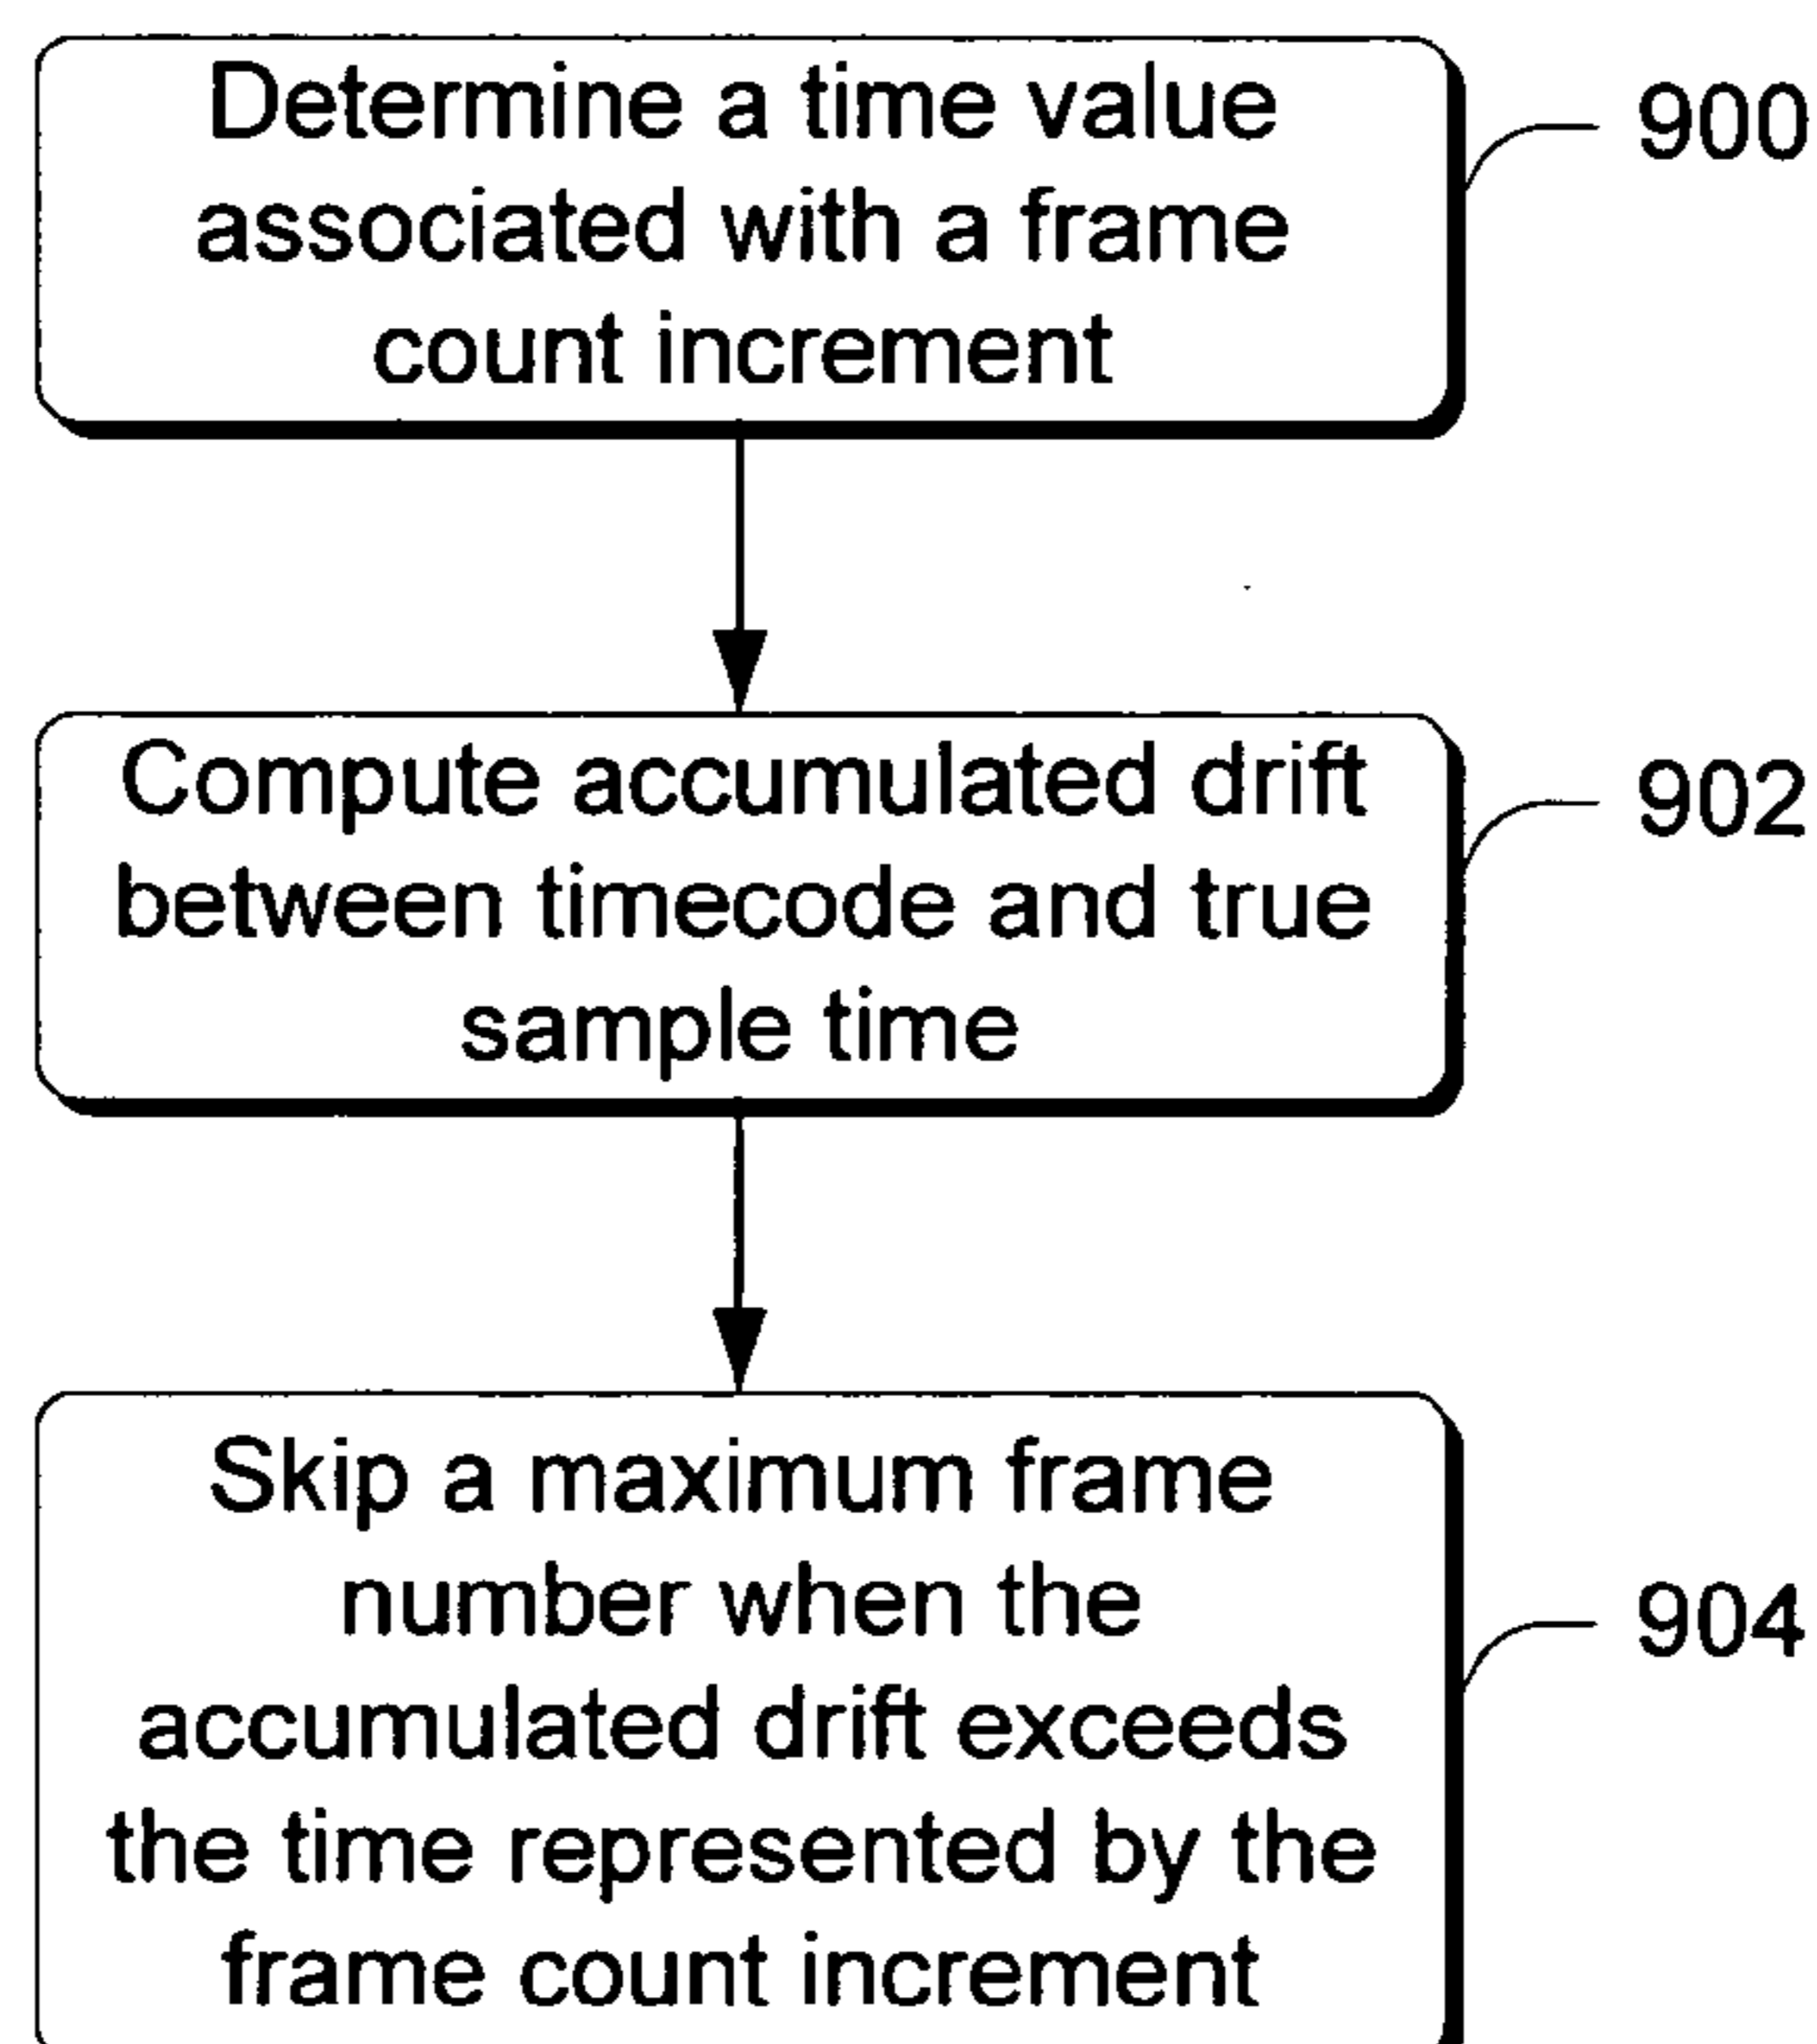 Determine a time value
associated with a frame
count increment
900
Compute accumulated drift
between timecode and true
sample time
902
Skip a maximum frame
number when the
accumulated drift exceeds
the time represented by the
frame count increment
904